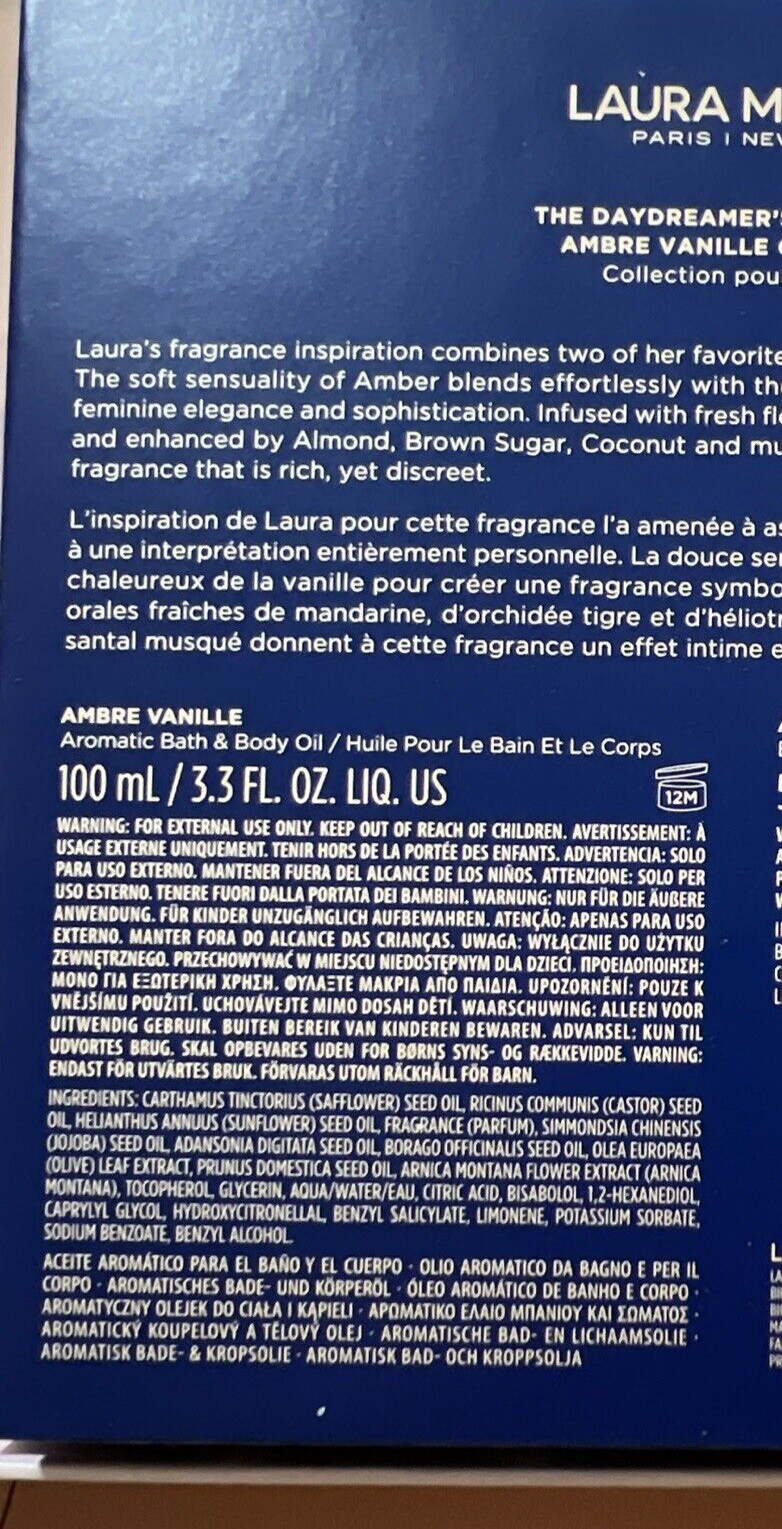 LAURA M
PARIS | NE
THE DAYDREAMER'
AMBRE VANILLE
Collection pou
Laura's fragrance inspiration combines two of her favorite
The soft sensuality of Amber blends effortlessly with th
feminine elegance and sophistication. Infused with fresh fl
and enhanced by Almond, Brown Sugar, Coconut and mu
fragrance that is rich, yet discreet.
L'inspiration de Laura pour cette fragrance l'a amenée à as
à une interprétation entièrement personnelle. La douce se
chaleureux de la vanille pour créer une fragrance symbo
orales fraîches de mandarine, d'orchidée tigre et d'héliotr
santal musqué donnent à cette fragrance un effet intime e
AMBRE VANILLE
Aromatic Bath & Body Oil / Huile Pour Le Bain Et Le Corps
100 mL / 3.3 FL. OZ. LIQ. US
12M
WARNING: FOR EXTERNAL USE ONLY. KEEP OUT OF REACH OF CHILDREN. AVERTISSEMENT: À
USAGE EXTERNE UNIQUEMENT. TENIR HORS DE LA PORTÉE DES ENFANTS. ADVERTENCIA: SOLO
PARA USO EXTERNO. MANTENER FUERA DEL ALCANCE DE LOS NIÑOS. ATTENZIONE: SOLO PER
USO ESTERNO. TENERE FUORI DALLA PORTATA DEI BAMBINI. WARNUNG: NUR FÜR DIE ÄUßERE
ANWENDUNG. FÜR KINDER UNZUGÄNGLICH AUFBEWAHREN. ATENÇÃO: APENAS PARA USO
EXTERNO. MANTER FORA DO ALCANCE DAS CRIANÇAS. UWAGA: WYŁĄCZNIE DO UŻYTKU
ZEWNĘTRZNEGO. PRZECHOWYWAĆ W MIEJSCU NIEDOSTĘPNYM DLA DZIECI. ΠΡΟΕΙΔΟΠΟΙΗΣΗ:
ΜΟΝΟ ΓΙΑ ΕΞΩΤΕΡΙΚΗ ΧΡΗΣΗ. ΦΥΛΑΞΤΕ ΜΑΚΡΙΑ ΑΠΟ ΠΑΙΔΙΑ. UPOZORNĚNÍ: POUZE K
VNĚJŠÍMU POUŽITÍ. UCHOVÁVEJTE MIMO DOSAH DĚTÍ. WAARSCHUWING: ALLEEN VOOR
UITWENDIG GEBRUIK. BUITEN BEREIK VAN KINDEREN BEWAREN. ADVARSEL: KUN TIL
UDVORTES BRUG. SKAL OPBEVARES UDEN FOR BØRNS SYNS- OG RÆKKEVIDDE. VARNING:
ENDAST FÖR UTVÄRTES BRUK. FÖRVARAS UTOM RÄCKHÅLL FÖR BARN.
INGREDIENTS: CARTHAMUS TINCTORIUS (SAFFLOWER) SEED OIL, RICINUS COMMUNIS (CASTOR) SEED
OIL, HELIANTHUS ANNUUS (SUNFLOWER) SEED OIL, FRAGRANCE (PARFUM), SIMMONDSIA CHINENSIS
(JOJOBA) SEED OIL, ADANSONIA DIGITATA SEED OIL, BORAGO OFFICINALIS SEED OIL, OLEA EUROPAEA
(OLIVE) LEAF EXTRACT, PRUNUS DOMESTICA SEED OIL, ARNICA MONTANA FLOWER EXTRACT (ARNICA
MONTANA), TOCOPHEROL, GLYCERIN, AQUA/WATER/EAU, CITRIC ACID, BISABOLOL, 1,2-HEXANEDIOL,
CAPRYLYL GLYCOL, HYDROXYCITRONELLAL, BENZYL SALICYLATE, LIMONENE, POTASSIUM SORBATE,
SODIUM BENZOATE, BENZYL ALCOHOL.
ACEITE AROMÁTICO PARA EL BAÑO Y EL CUERPO · OLIO AROMATICO DA BAGNO E PER IL
CORPO · AROMATISCHES BADE- UND KÖRPERÖL · ÓLEO AROMÁTICO DE BANHO E CORPO ·
AROMATYCZNY OLEJEK DO CIAŁA I KĄPIELI · ΑΡΩΜΑΤΙΚΟ ΕΛΑΙΟ ΜΠΑΝΙΟΥ ΚΑΙ ΣΩΜΑΤΟΣ ·
AROMATICKÝ KOUPELOVÝ A TĚLOVÝ OLEJ · AROMATISCHE BAD- EN LICHAAMSOLIE ·
AROMATISK BADE- & KROPSOLIE · AROMATISK BAD- OCH KROPPSOLJA